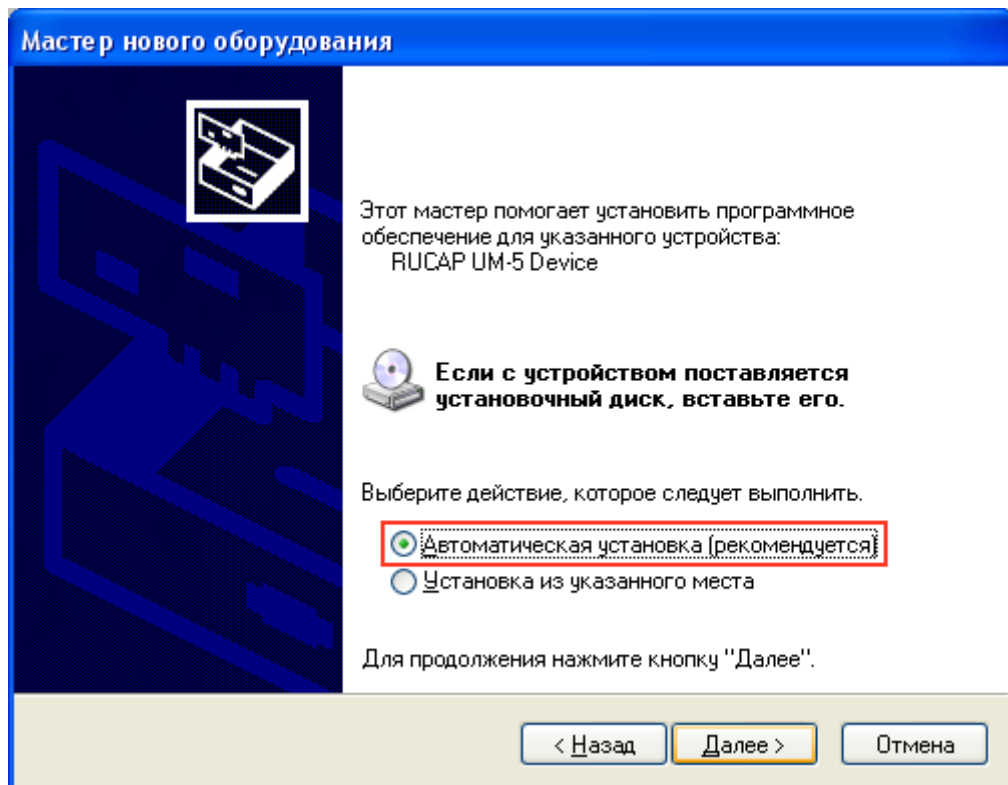 Мастер нового оборудования
Этот мастер помогает установить программное
обеспечение для указанного устройства:
RUCAP UM-5 Device
Если с устройством поставляется
установочный диск, вставьте его.
Выберите действие, которое следует выполнить.
Автоматическая установка (рекомендуется)
Установка из указанного места
Для продолжения нажмите кнопку "Далее".
< Назад
Далее >
Отмена